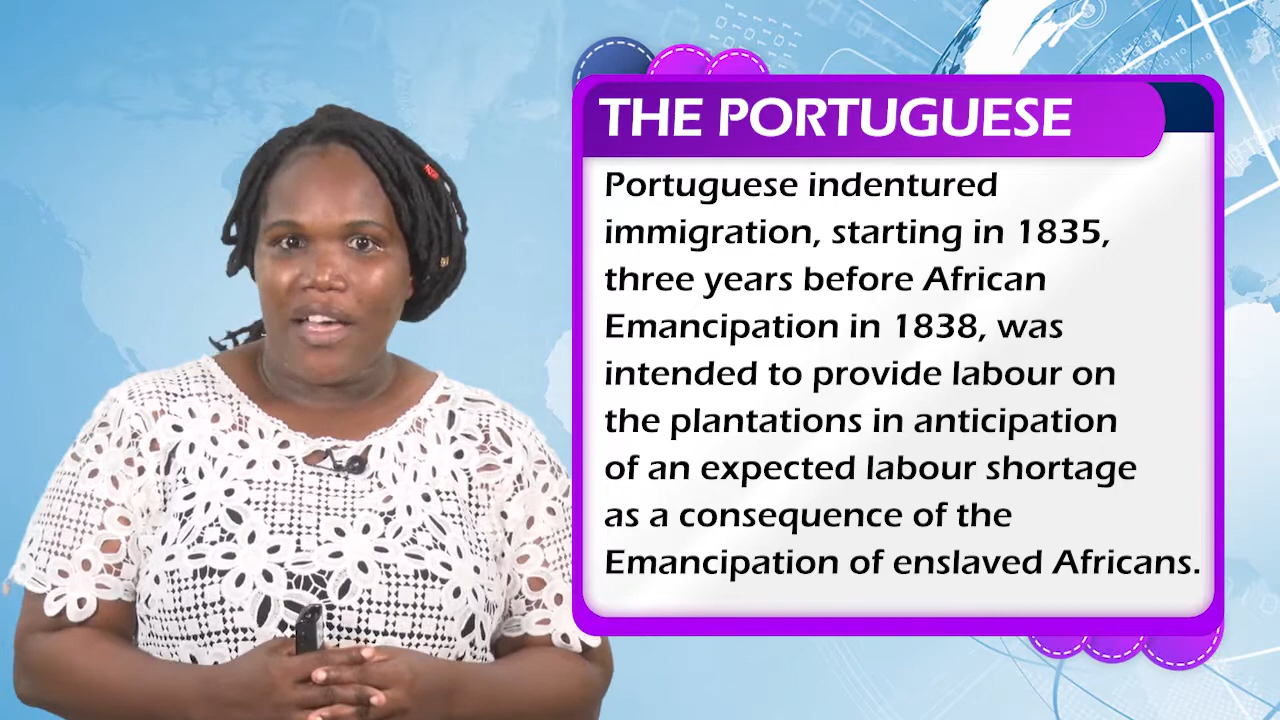 THE PORTUGUESE
Portuguese indentured
immigration, starting in 1835,
three years before African
Emancipation in 1838, was
intended to provide labour on
the plantations in anticipation
of an expected labour shortage
as a consequence of the
Emancipation of enslaved Africans.